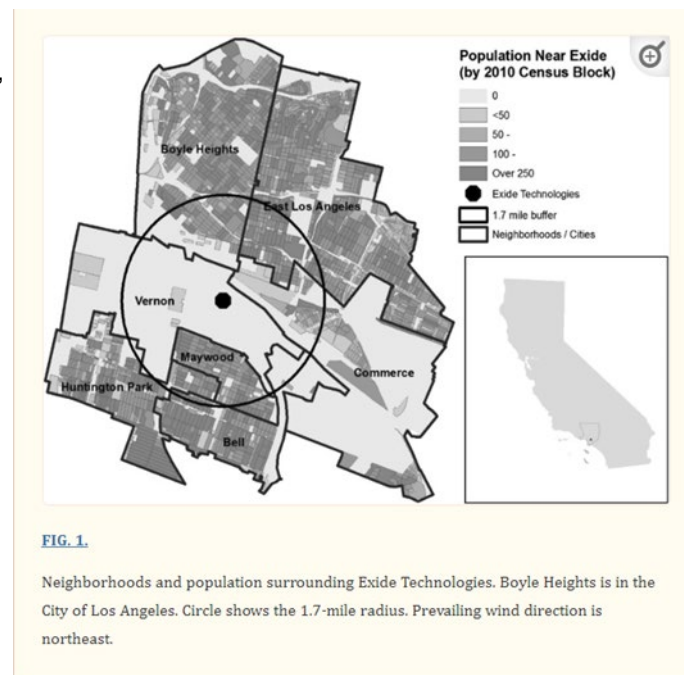 ,
Population Near Exide
(by 2010 Census Block)
0
<50
50 -
100 -
Over 250
Exide Technologies
1.7 mile buffer
Neighborhoods / Cities
Boyle Heights
East Los Angeles
Vernon
Maywood
Commerce
Huntington Park
Bell
FIG. 1.
Neighborhoods and population surrounding Exide Technologies. Boyle Heights is in the
City of Los Angeles. Circle shows the 1.7-mile radius. Prevailing wind direction is
northeast.